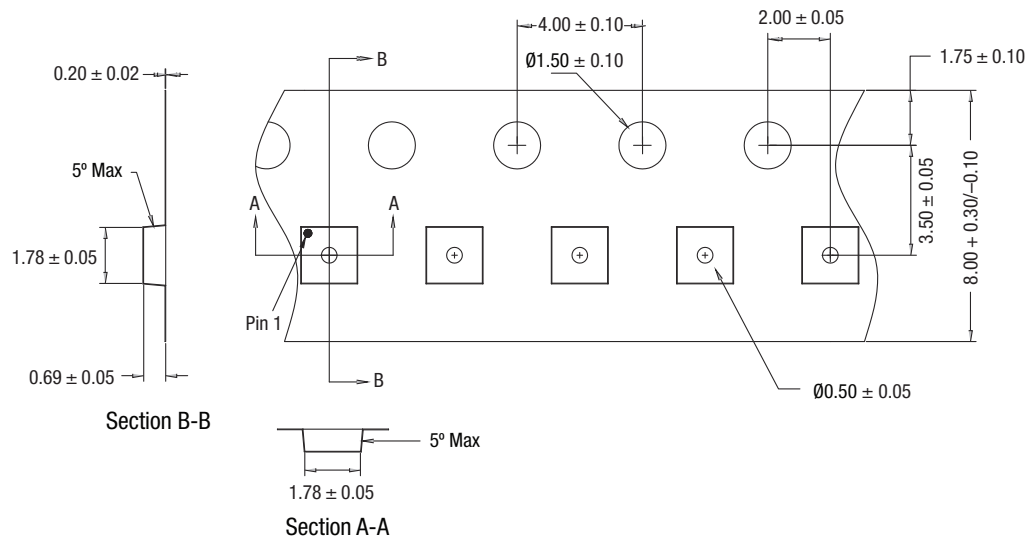 4.00 ± 0.10
2.00 ± 0.05
B
0.20 ± 0.02
Ø1.50 ± 0.10
1.75 ± 0.10
5º Max
A
A
1.78 ± 0.05
3.50 ± 0.05
8.00 + 0.30/–0.10
Pin 1
0.69 ± 0.05
B
Ø0.50 ± 0.05
Section B-B
5º Max
1.78 ± 0.05
Section A-A